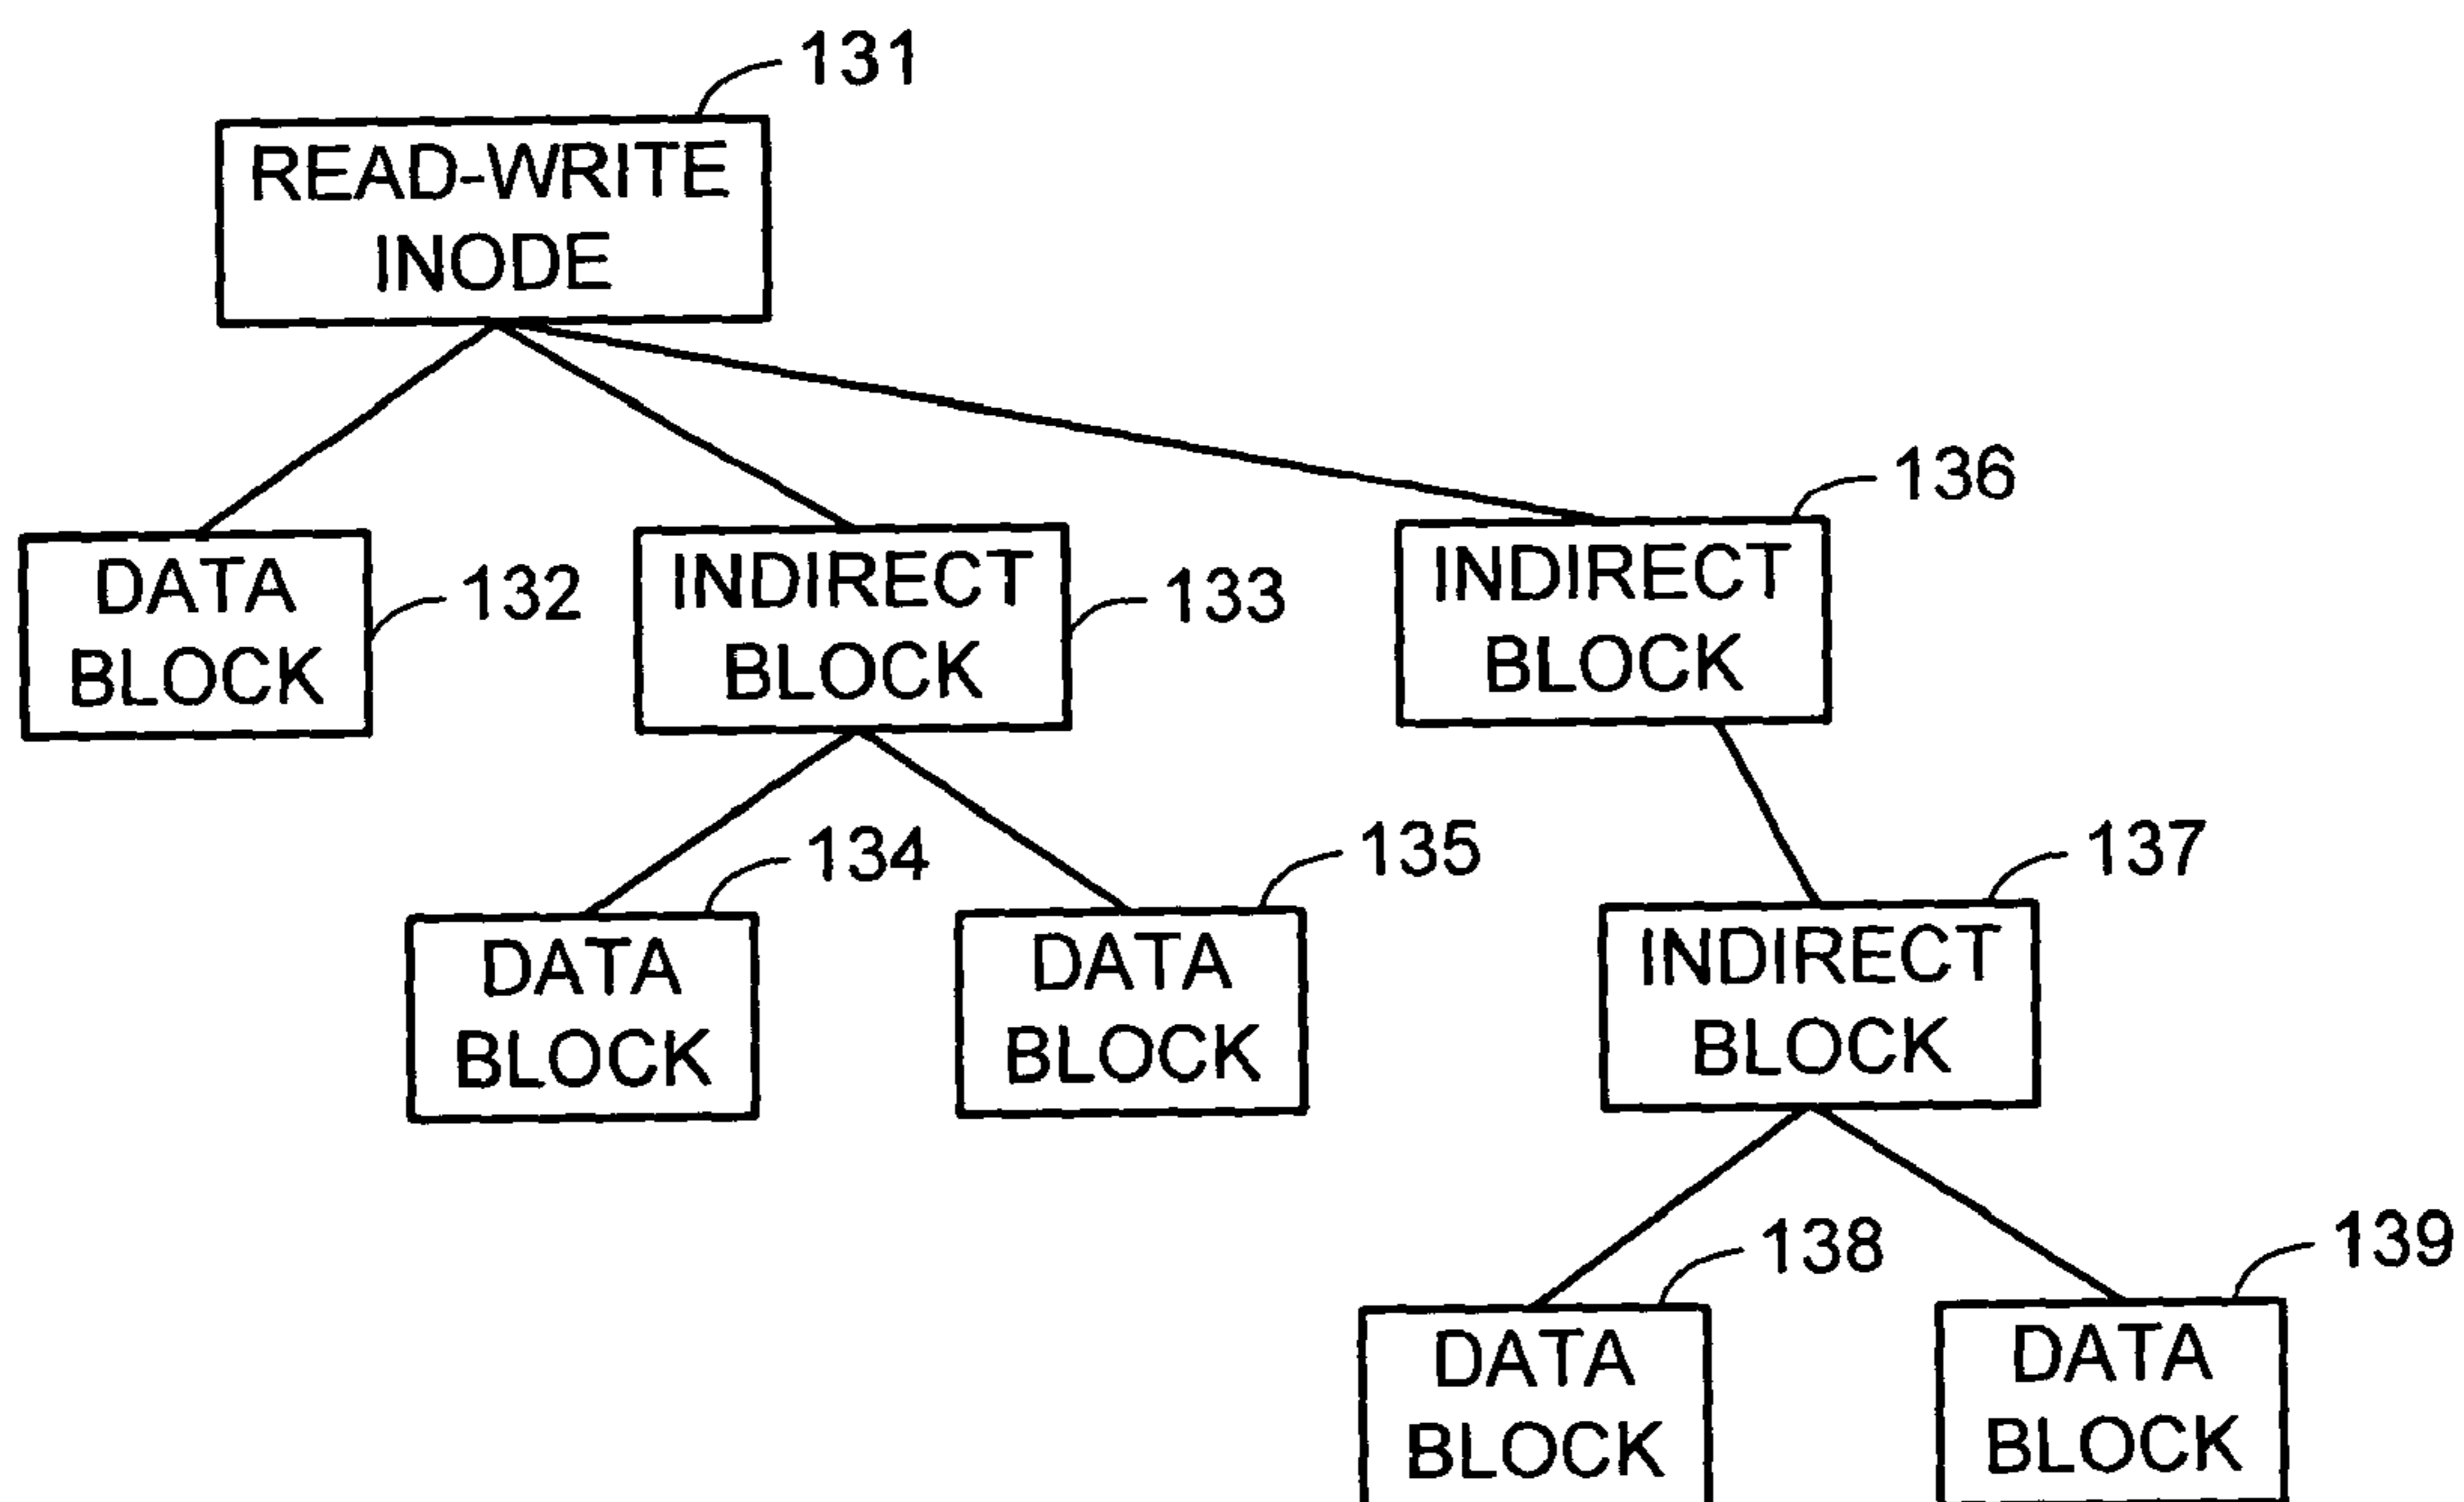 131
READ-WRITE
INODE
136
DATA
BLOCK
132
INDIRECT
BLOCK
133
INDIRECT
BLOCK
134
135
137
DATA
BLOCK
DATA
BLOCK
INDIRECT
BLOCK
138
139
DATA
BLOCK
DATA
BLOCK